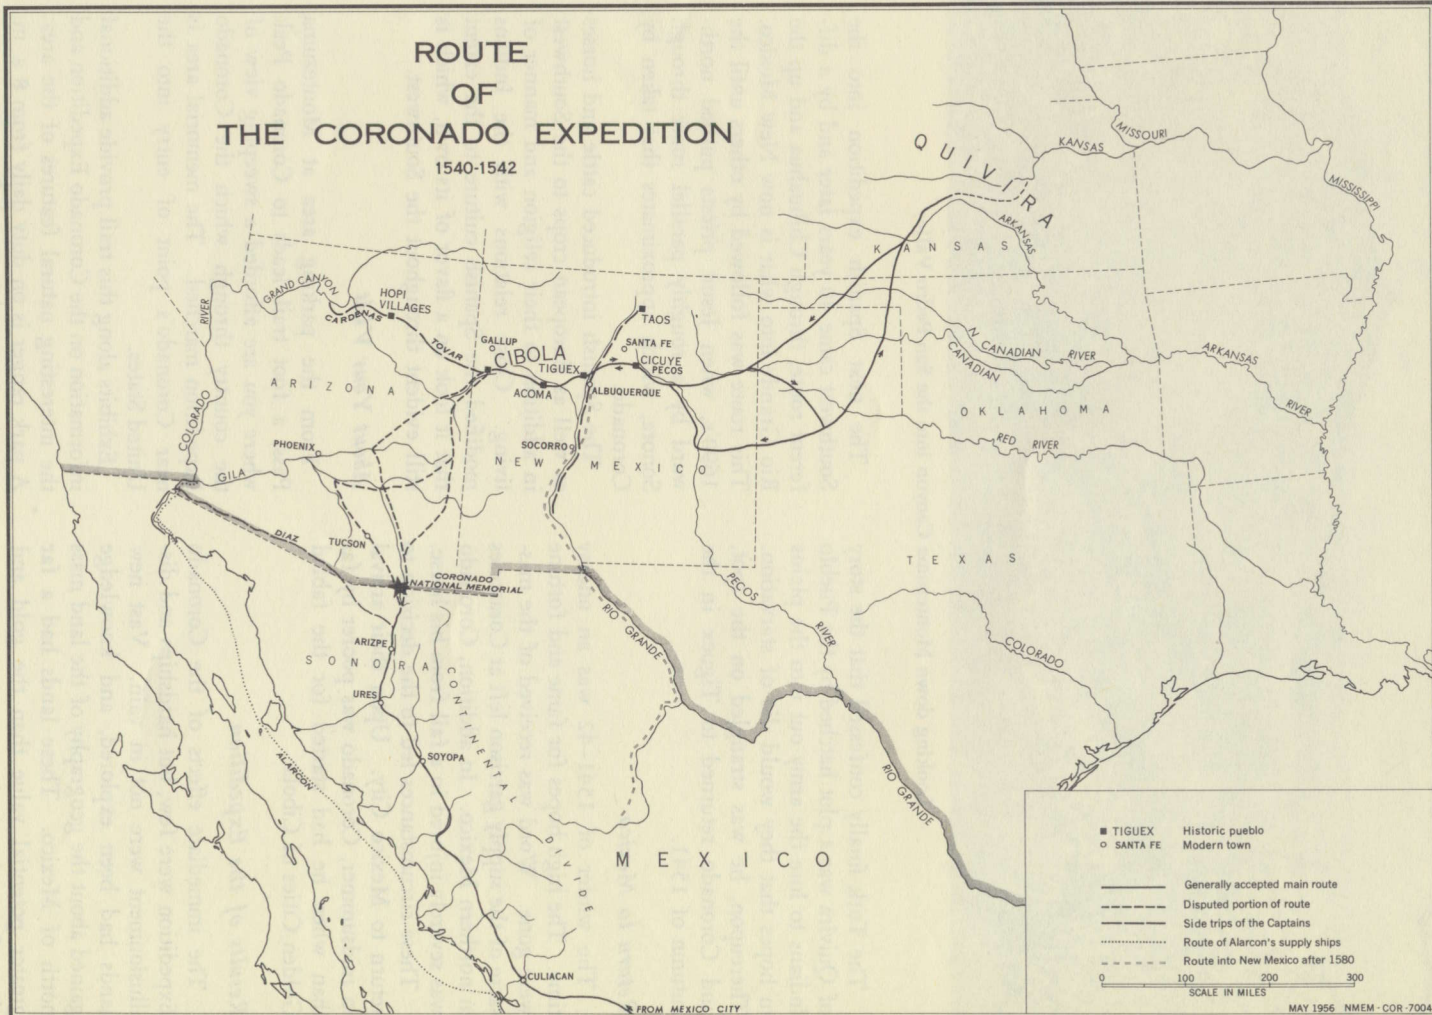 ROUTE
OF
THE CORONADO EXPEDITION
1540-1542
QUIVIRA
KANSAS
MISSOURI
MISSISSIPPI
ARKANSAS
KANSAS
GRAND CANYON
CARDENAS
HOPI
VILLAGES
TOVAR
GALLUP
CIBOLA
TIGUEX
ACOMA
TAOS
SANTA FE
CICUYE
PECOS
ALBUQUERQUE
N CANADIAN RIVER
CANADIAN
ARKANSAS
RIVER
COLORADO
RIVER
ARIZONA
PHOENIX
GILA
SOCORRO
NEW MEXICO
OKLAHOMA
RED RIVER
DIAZ
TUCSON
CORONADO
NATIONAL MEMORIAL
TEXAS
PECOS
RIVER
RIO GRANDE
COLORADO
ARIZPE
SONORA
URES
SOYOPA
CONTINENTAL DIVIDE
ALARCON
RIO GRANDE
MEXICO
CULIACAN
FROM MEXICO CITY
TIGUEX Historic pueblo
SANTA FE Modern town
Generally accepted main route
Disputed portion of route
Side trips of the Captains
Route of Alarcon's supply ships
Route into New Mexico after 1580
0 100 200 300
SCALE IN MILES
MAY 1956 NMEM-COR-7004